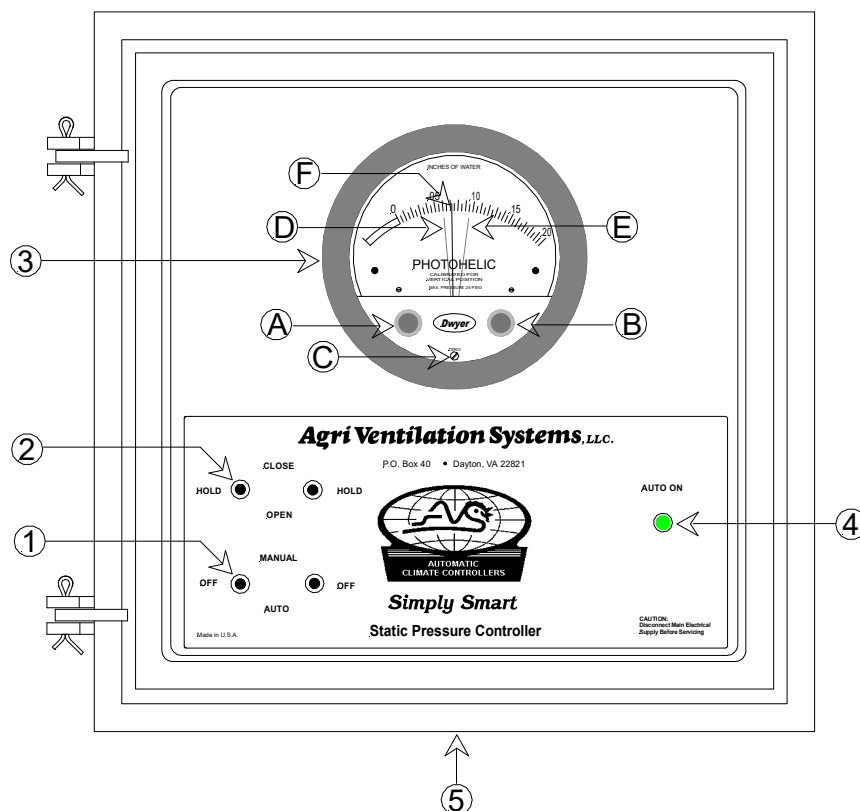 INCHES OF WATER
F
0
.05
.10
.15
.20
D
E
3
PHOTOHELIC
CALIBRATED FOR
VERTICAL POSITION
MAX. PRESSURE 25 PSIG
A
Dwyer
B
ZERO
C
Agri Ventilation Systems, LLC.
P.O. Box 40 • Dayton, VA 22821
2
CLOSE
HOLD
HOLD
OPEN
AUTO ON
4
1
MANUAL
OFF
OFF
AUTO
AUTOMATIC
CLIMATE CONTROLLERS
Simply Smart
Static Pressure Controller
Made in U.S.A.
CAUTION:
Disconnect Main Electrical
Supply Before Servicing
5